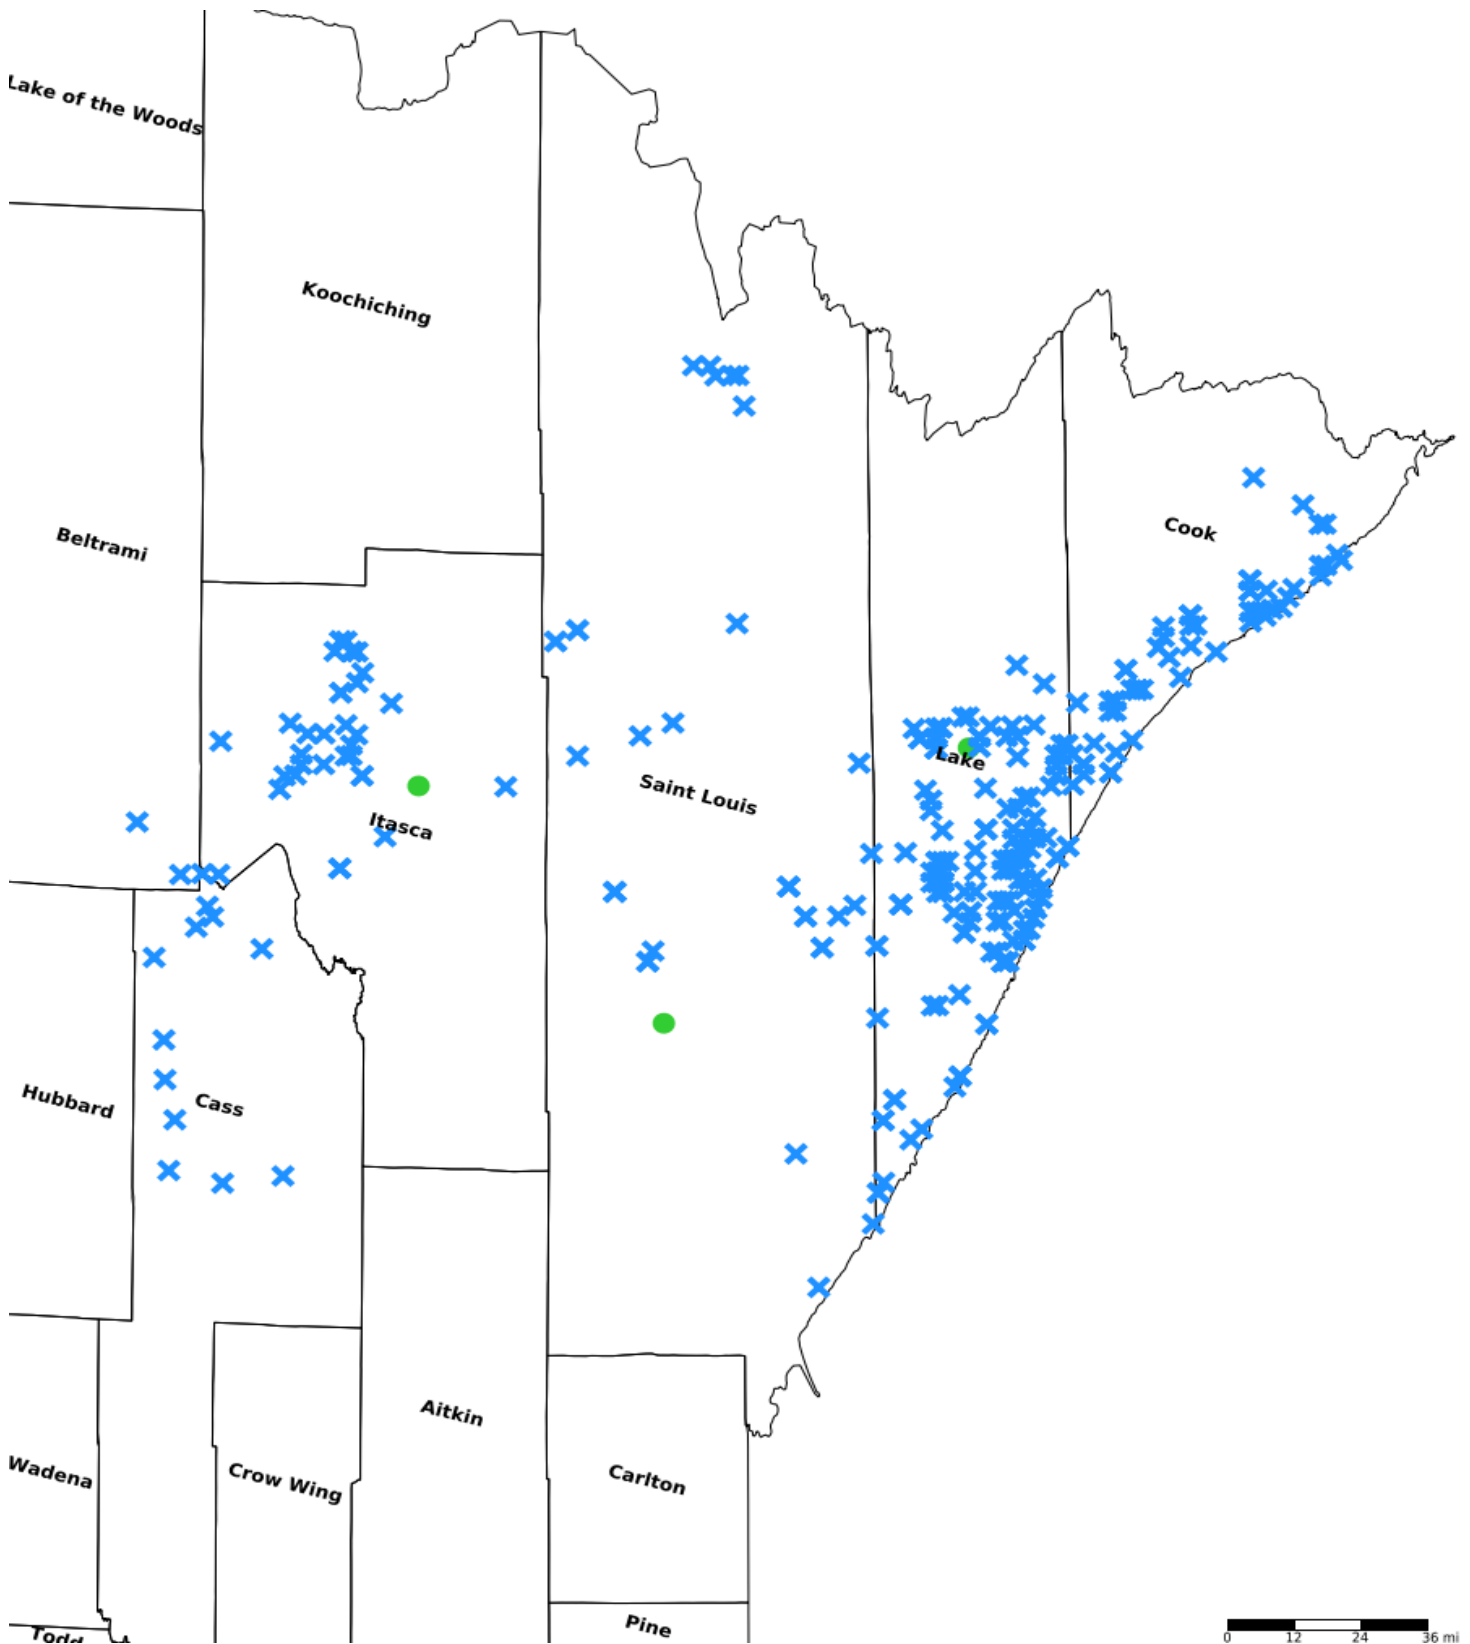 Lake of the Woods
Koochiching
Beltrami
Cook
Lake
Saint Louis
Itasca
Hubbard
Cass
Aitkin
Wadena
Crow Wing
Carlton
Pine
Todd
0 12 24 36 mi